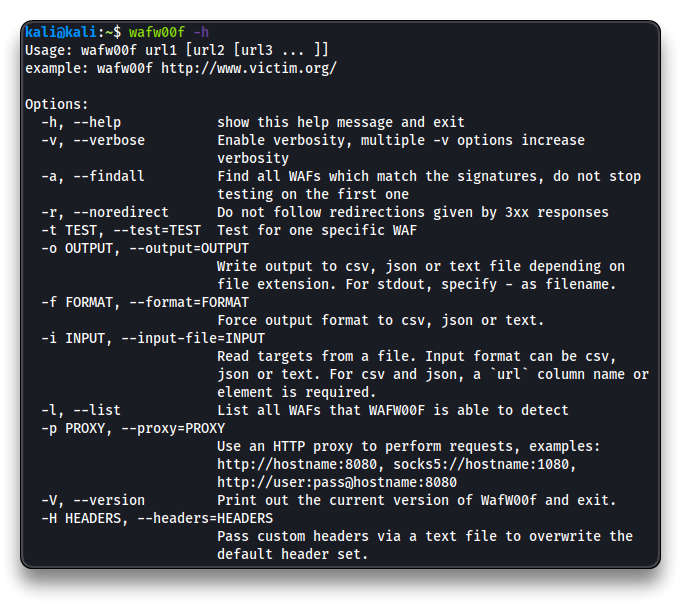 kali@kali:~$ wafw00f -h
Usage: wafw00f url1 [url2 [url3 ... ]]
example: wafw00f http://www.victim.org/

Options:
  -h, --help            show this help message and exit
  -v, --verbose         Enable verbosity, multiple -v options increase
                        verbosity
  -a, --findall         Find all WAFs which match the signatures, do not stop
                        testing on the first one
  -r, --noredirect      Do not follow redirections given by 3xx responses
  -t TEST, --test=TEST  Test for one specific WAF
  -o OUTPUT, --output=OUTPUT
                        Write output to csv, json or text file depending on
                        file extension. For stdout, specify - as filename.
  -f FORMAT, --format=FORMAT
                        Force output format to csv, json or text.
  -i INPUT, --input-file=INPUT
                        Read targets from a file. Input format can be csv,
                        json or text. For csv and json, a `url` column name or
                        element is required.
  -l, --list            List all WAFs that WAFW00F is able to detect
  -p PROXY, --proxy=PROXY
                        Use an HTTP proxy to perform requests, examples:
                        http://hostname:8080, socks5://hostname:1080,
                        http://user:pass@hostname:8080
  -V, --version         Print out the current version of WafW00f and exit.
  -H HEADERS, --headers=HEADERS
                        Pass custom headers via a text file to overwrite the
                        default header set.